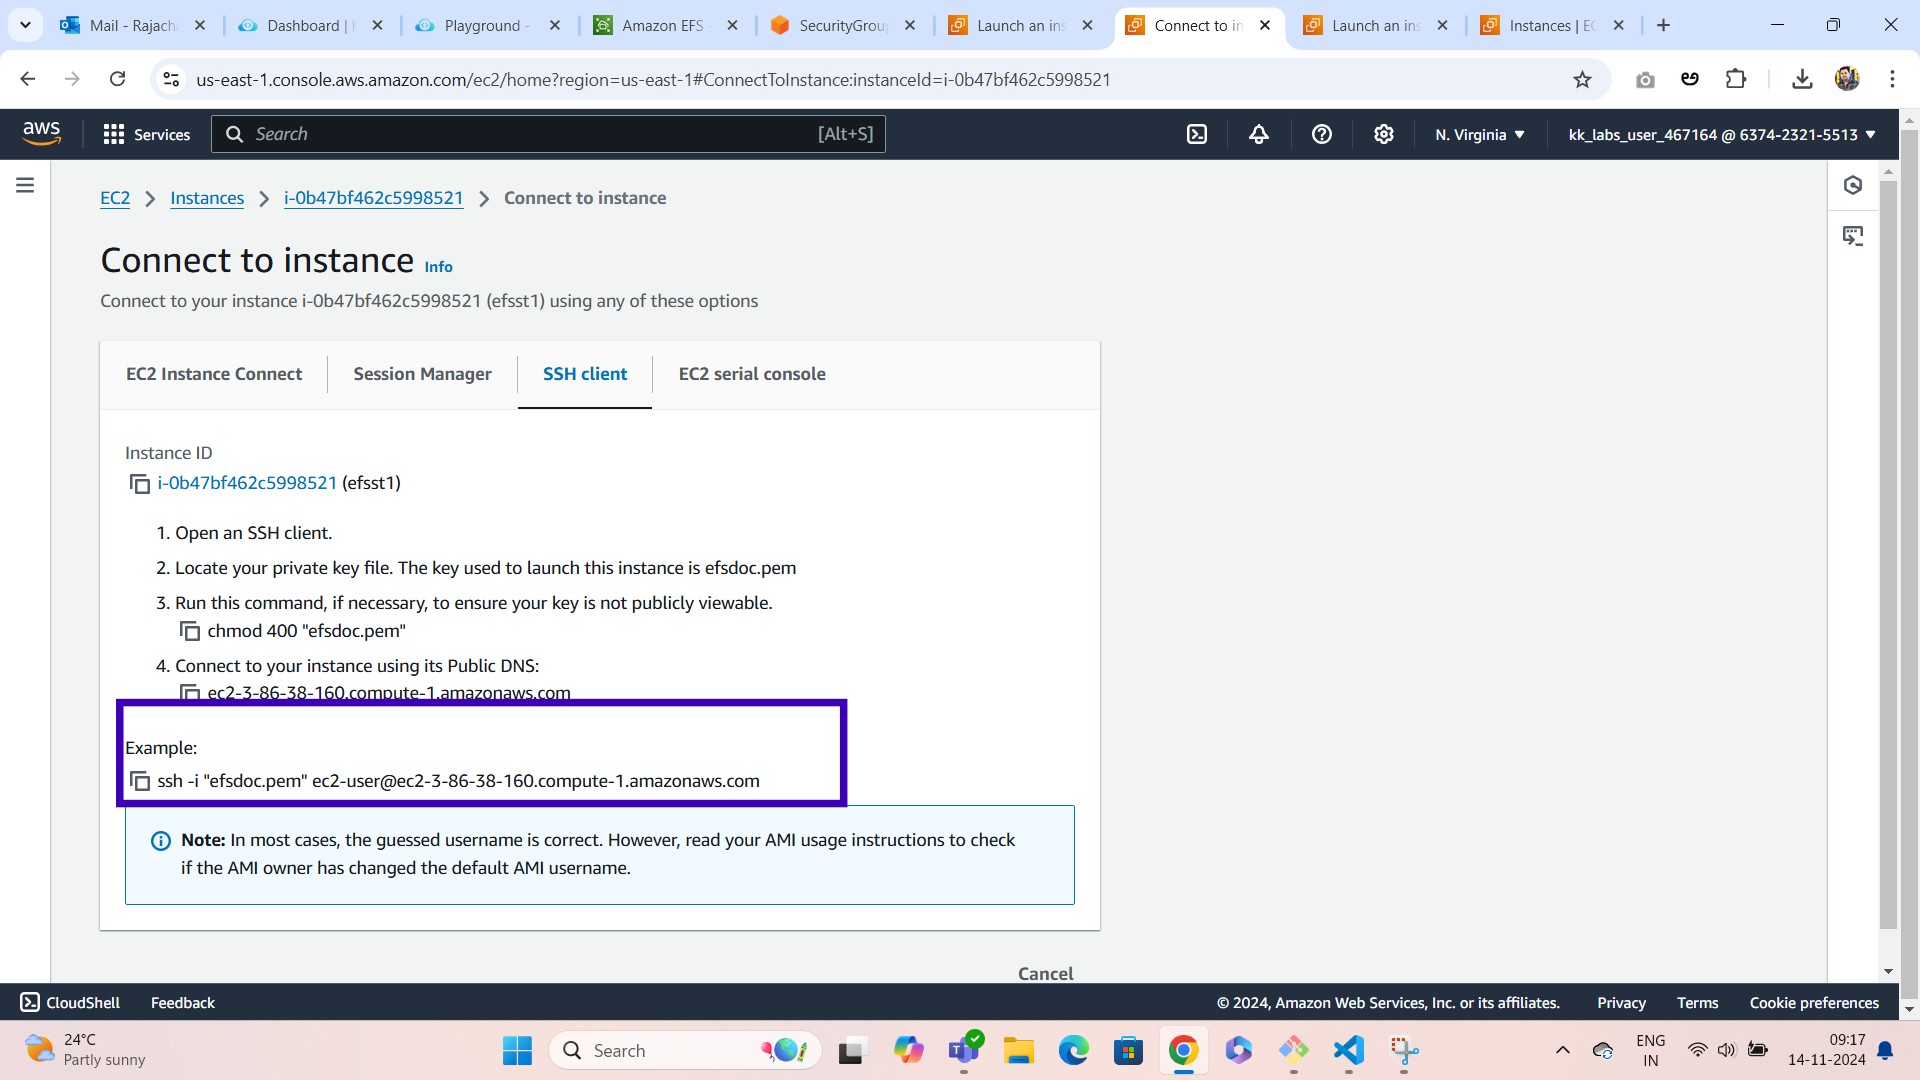 Mail - Rajach
Dashboard |
Playground -
Amazon EFS
SecurityGrou
Launch an ins
Connect to in
Launch an ins
Instances | EC
us-east-1.console.aws.amazon.com/ec2/home?region=us-east-1#ConnectToInstance:instanceId=i-0b47bf462c5998521
aws
Services
Search
[Alt+S]
N. Virginia
kk_labs_user_467164 @ 6374-2321-5513
EC2
Instances
i-0b47bf462c5998521
Connect to instance
Connect to instance Info
Connect to your instance i-0b47bf462c5998521 (efsst1) using any of these options
EC2 Instance Connect
Session Manager
SSH client
EC2 serial console
Instance ID
i-0b47bf462c5998521 (efsst1)
1. Open an SSH client.
2. Locate your private key file. The key used to launch this instance is efsdoc.pem
3. Run this command, if necessary, to ensure your key is not publicly viewable.
chmod 400 "efsdoc.pem"
4. Connect to your instance using its Public DNS:
ec2-3-86-38-160.compute-1.amazonaws.com
Example:
ssh -i "efsdoc.pem" ec2-user@ec2-3-86-38-160.compute-1.amazonaws.com
Note: In most cases, the guessed username is correct. However, read your AMI usage instructions to check
if the AMI owner has changed the default AMI username.
Cancel
CloudShell
Feedback
© 2024, Amazon Web Services, Inc. or its affiliates.
Privacy
Terms
Cookie preferences
24°C
Partly sunny
Search
ENG
IN
09:17
14-11-2024